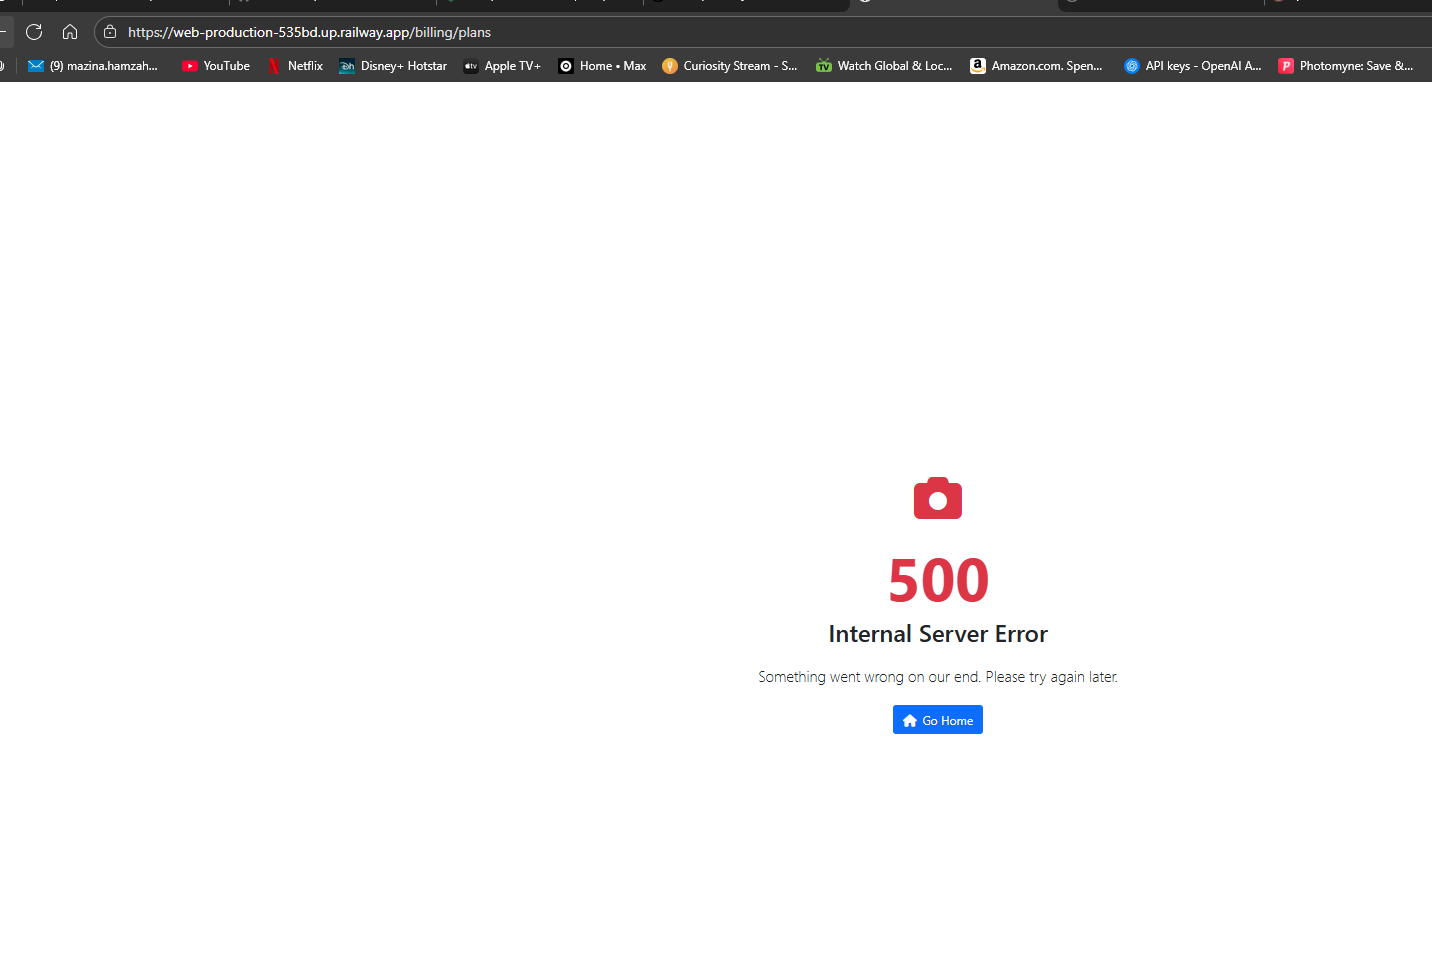 https://web-production-535bd.up.railway.app/billing/plans
(9) mazina.hamzah... YouTube Netflix Disney+ Hotstar Apple TV+ Home • Max Curiosity Stream - S... Watch Global & Loc... Amazon.com. Spen... API keys - OpenAI A... Photomyne: Save &...
500
Internal Server Error
Something went wrong on our end. Please try again later.
Go Home